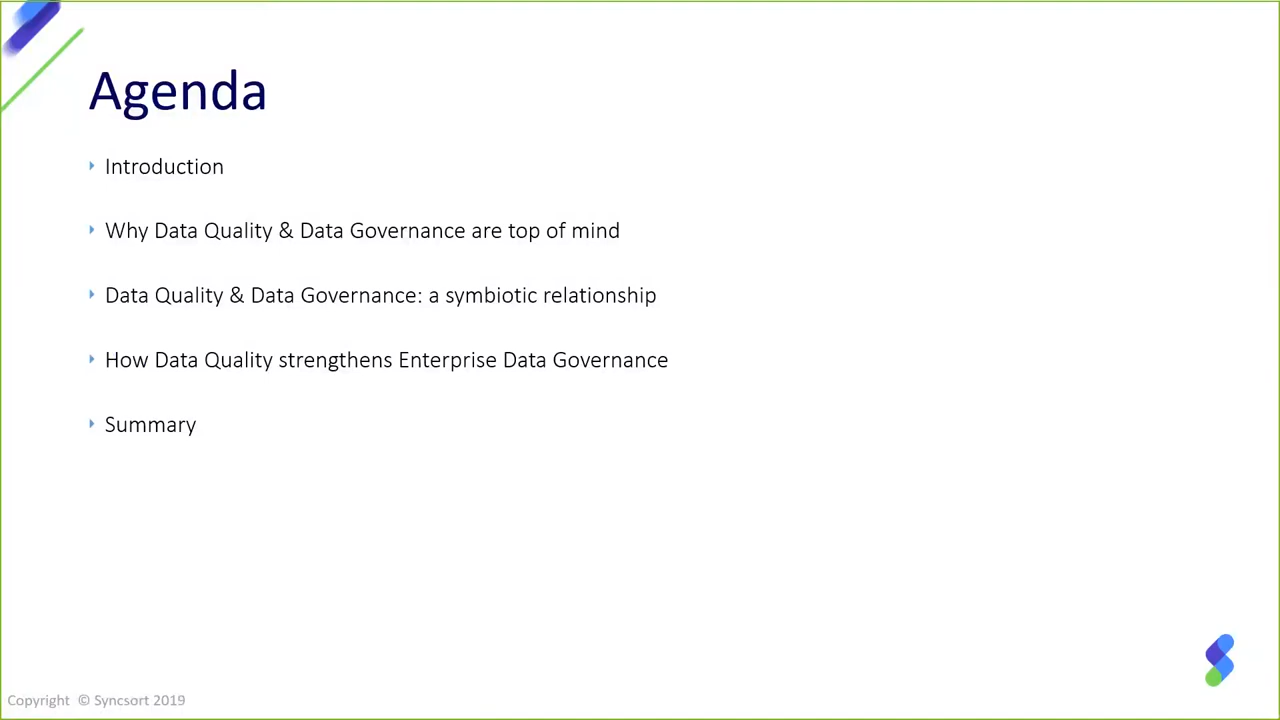 Agenda
Introduction
Why Data Quality & Data Governance are top of mind
Data Quality & Data Governance: a symbiotic relationship
How Data Quality strengthens Enterprise Data Governance
Summary
Copyright © Syncsort 2019